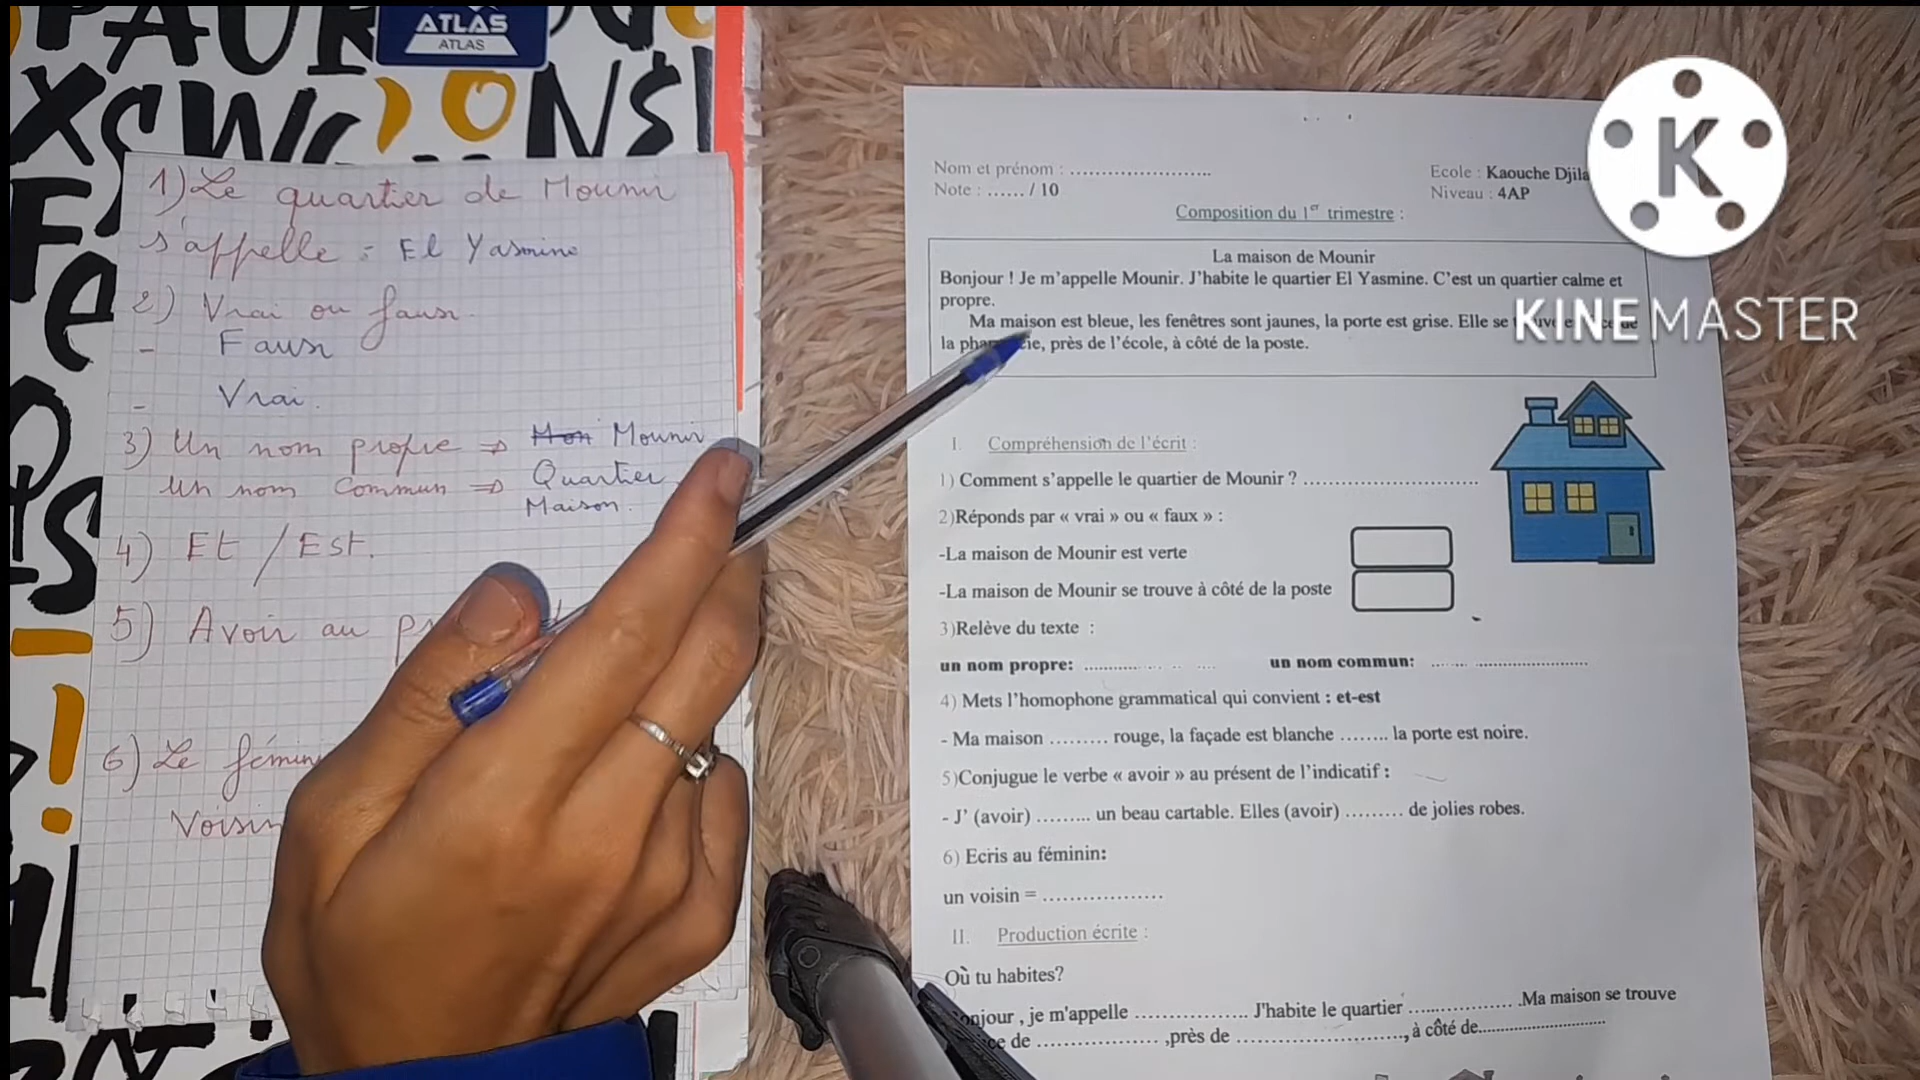 ATLAS
ATLAS
1) Le quartier de Mounir
s'appelle = El Yasmine
2) Vrai ou faux.
- Faux
- Vrai.
3) Un nom propre ⇒ Mon Mounir
un nom commun ⇒ Quartier
Maison.
4) Et / Est.
5) Avoir au
6) Le
Voisin
Nom et prénom : ........................
Note : ...... / 10
Ecole : Kaouche
Niveau : 4AP
Composition du 1er trimestre :
La maison de Mounir
Bonjour ! Je m'appelle Mounir. J'habite le quartier El Yasmine. C'est un quartier calme et
propre.
Ma maison est bleue, les fenêtres sont jaunes, la porte est grise. Elle se
la près de l'école, à côté de la poste.
I. Compréhension de l'écrit :
1) Comment s'appelle le quartier de Mounir ? ..............................
2)Réponds par « vrai » ou « faux » :
-La maison de Mounir est verte
-La maison de Mounir se trouve à côté de la poste
3)Relève du texte :
un nom propre: ........................ un nom commun: ............................
4) Mets l'homophone grammatical qui convient : et-est
- Ma maison ......... rouge, la façade est blanche ........ la porte est noire.
5)Conjugue le verbe « avoir » au présent de l'indicatif :
- J' (avoir) ......... un beau cartable. Elles (avoir) ......... de jolies robes.
6) Ecris au féminin:
un voisin = ...................
II. Production écrite :
Où tu habites?
, je m'appelle .................. J'habite le quartier .................. .Ma maison se trouve
de .................. ,près de .........................., à côté de............................
K
KINEMASTER